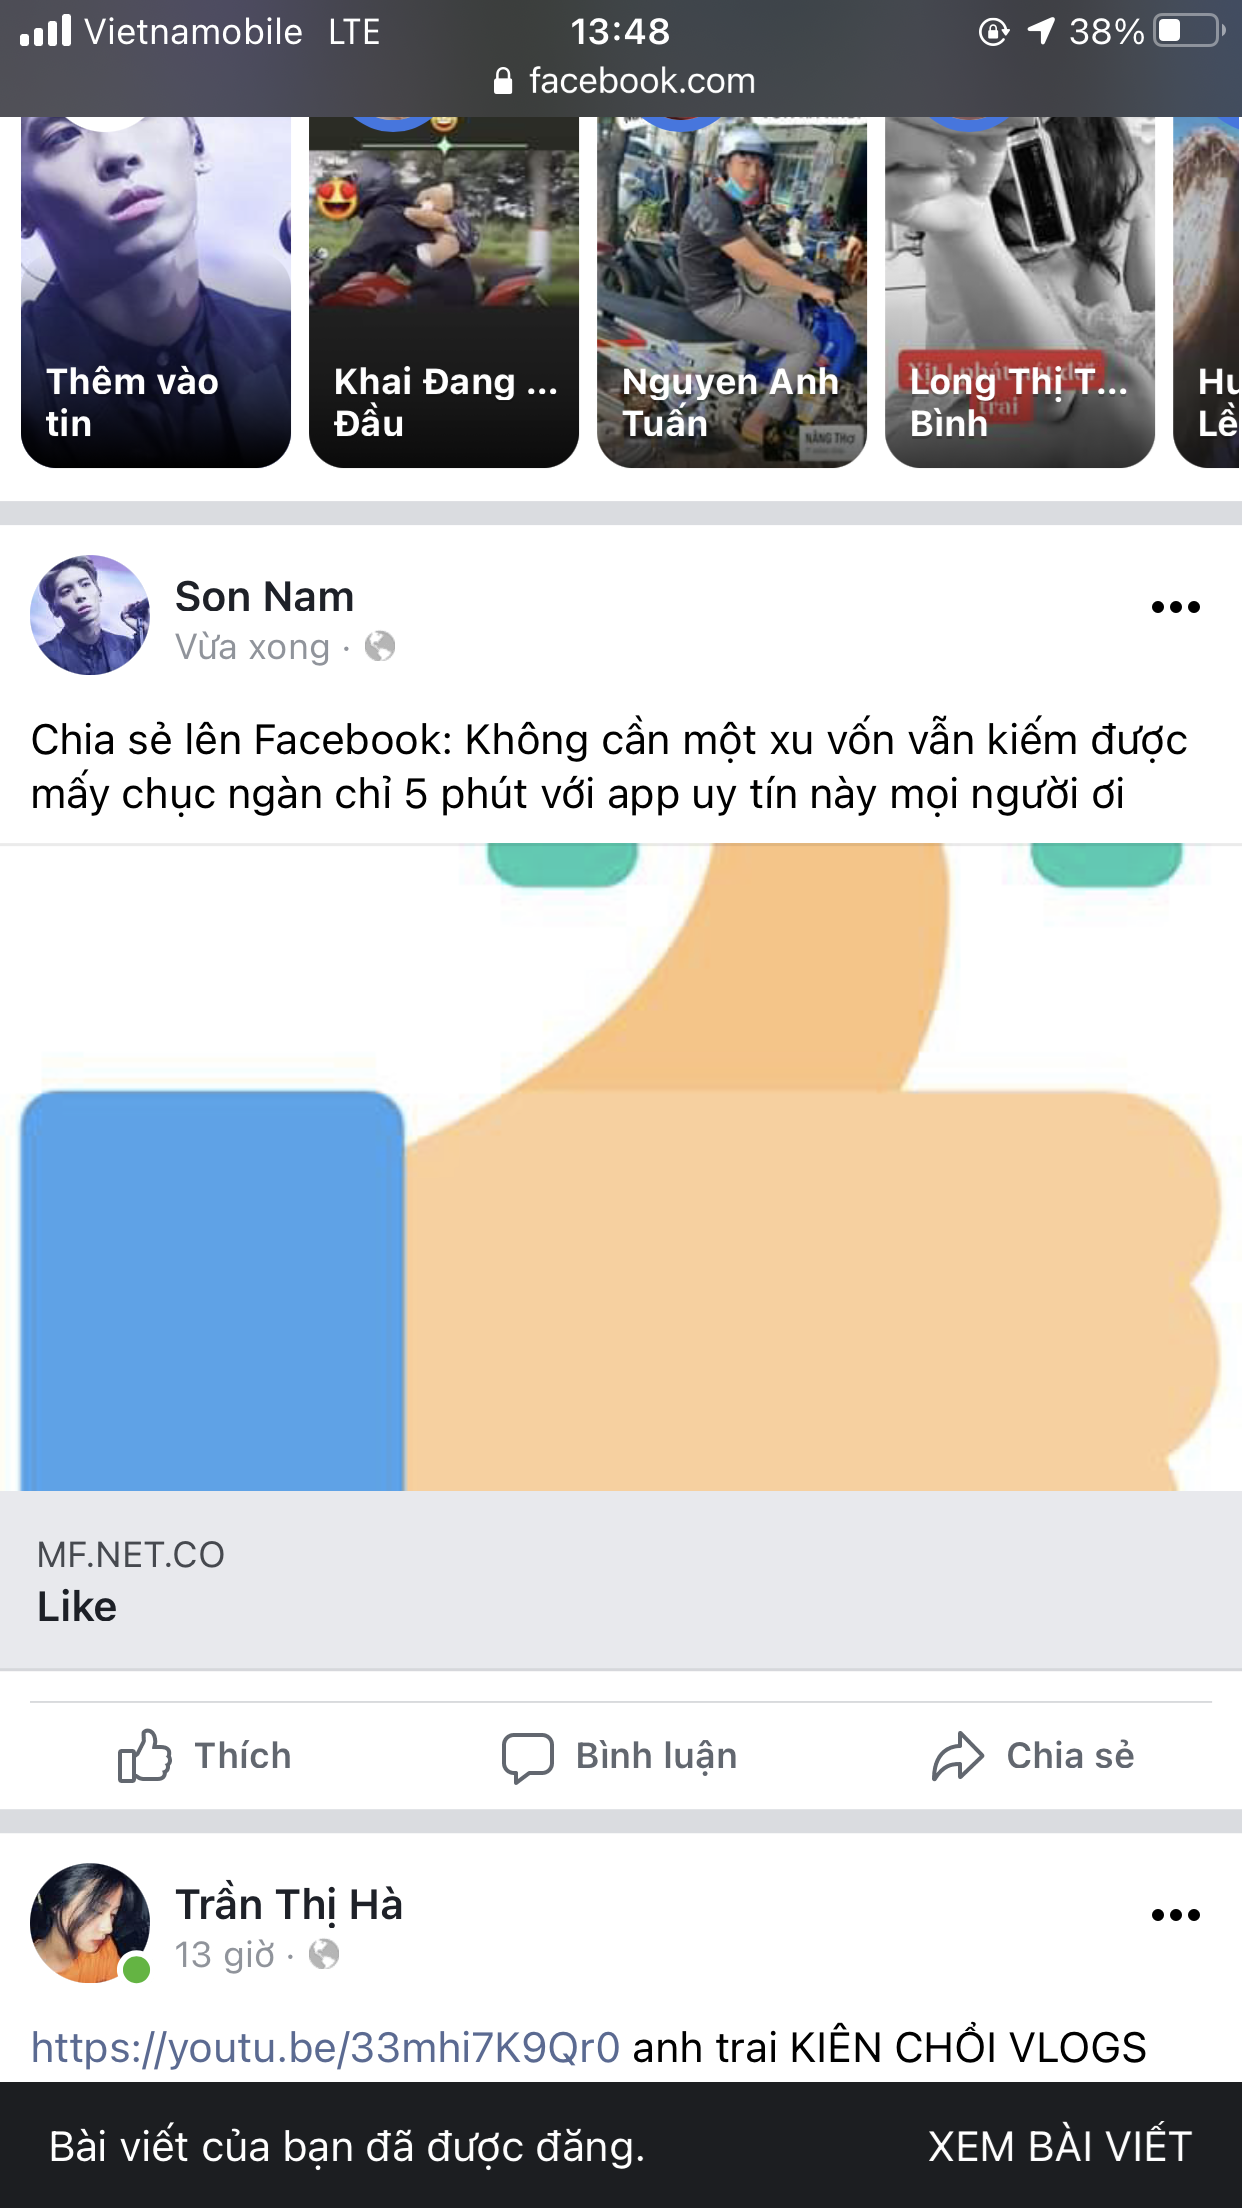 Vietnamobile LTE 13:48 38%
facebook.com
Thêm vào
tin
Khai Đang ...
Đầu
Nguyen Anh
Tuấn
NÀNG THƠ
Long Thị T...
Bình
trai
Hu
Lề
Son Nam
Vừa xong ·
Chia sẻ lên Facebook: Không cần một xu vốn vẫn kiếm được
mấy chục ngàn chỉ 5 phút với app uy tín này mọi người ơi
MF.NET.CO
Like
Thích Bình luận Chia sẻ
Trần Thị Hà
13 giờ ·
https://youtu.be/33mhi7K9Qr0 anh trai KIÊN CHỔI VLOGS
Bài viết của bạn đã được đăng. XEM BÀI VIẾT